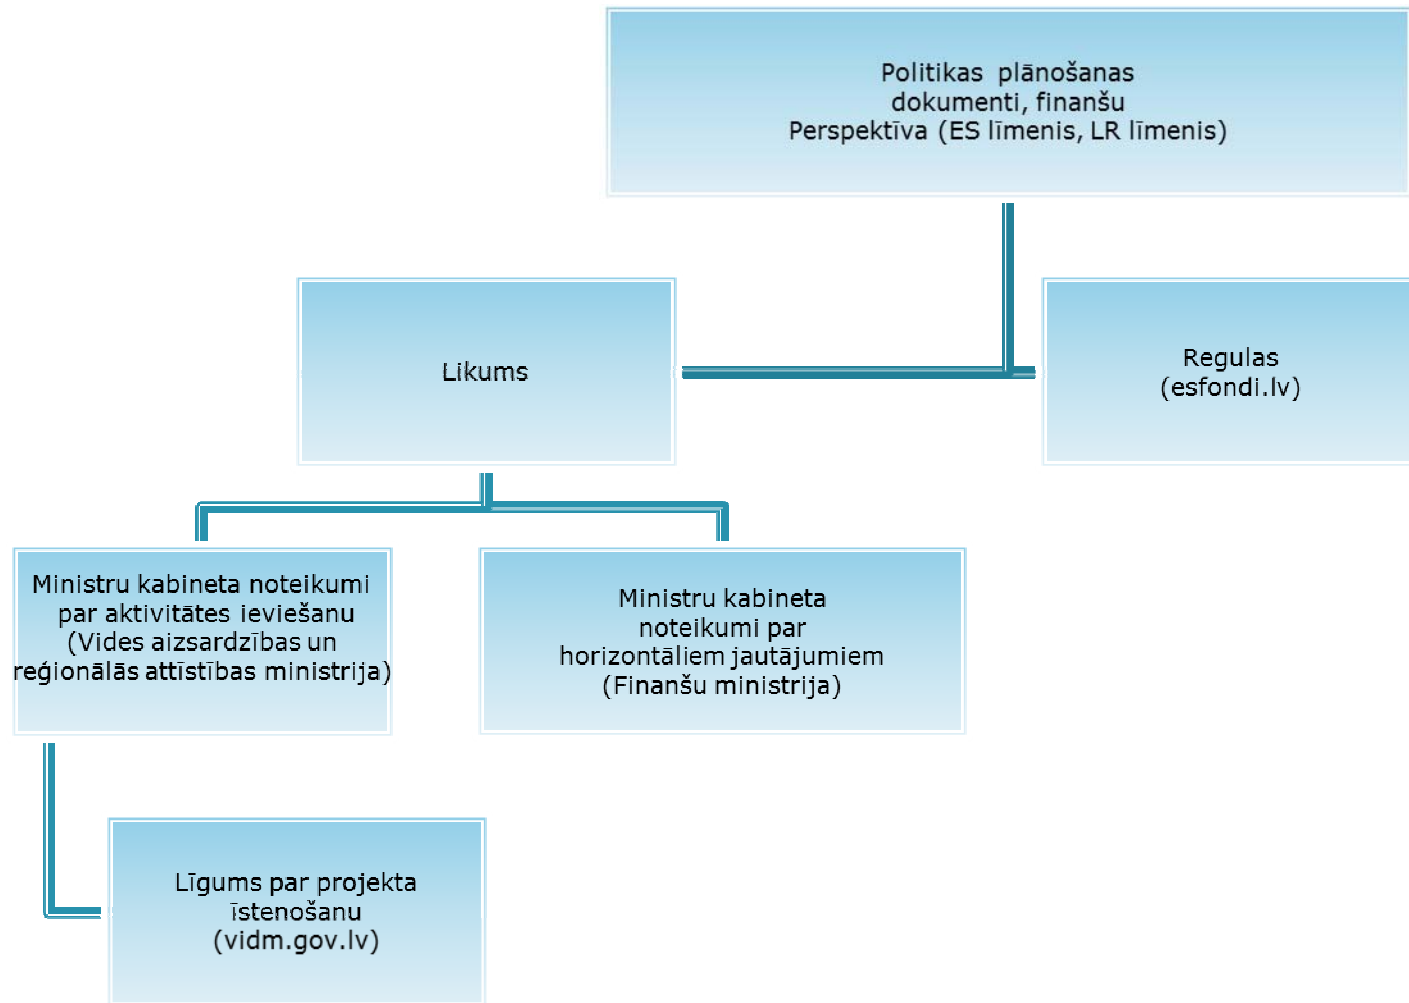 Politikas plānošanas
dokumenti, finanšu
Perspektīva (ES līmenis, LR līmenis)
Likums
Regulas
(esfondi.lv)
Ministru kabineta noteikumi
par aktivitātes ieviešanu
(Vides aizsardzības un
reģionālās attīstības ministrija)
Ministru kabineta
noteikumi par
horizontāliem jautājumiem
(Finanšu ministrija)
Līgums par projekta
īstenošanu
(vidm.gov.lv)